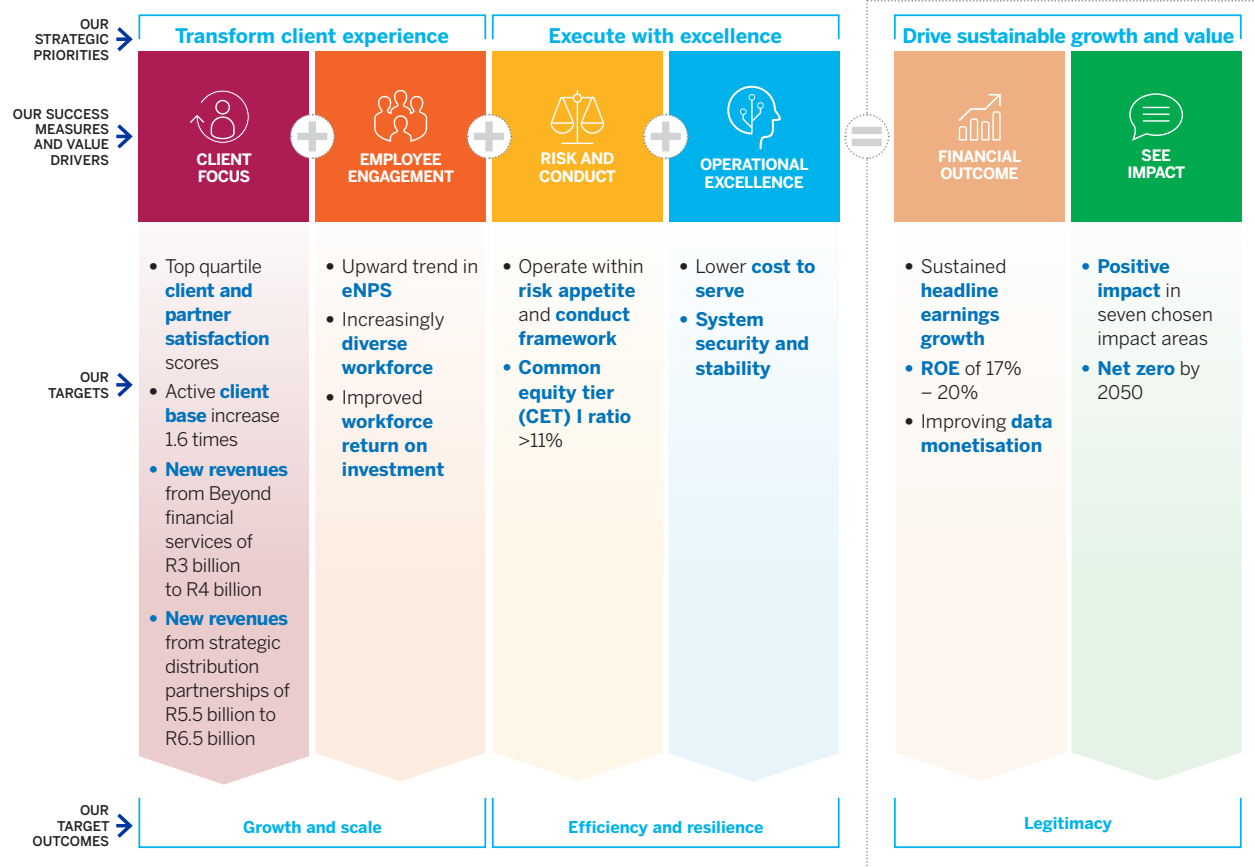 OUR
STRATEGIC
PRIORITIES
Transform client experience
Execute with excellence
Drive sustainable growth and value
OUR SUCCESS
MEASURES
AND VALUE
DRIVERS
CLIENT
FOCUS
EMPLOYEE
ENGAGEMENT
RISK AND
CONDUCT
OPERATIONAL
EXCELLENCE
FINANCIAL
OUTCOME
SEE
IMPACT
OUR
TARGETS
• Top quartile
client and
partner
satisfaction
scores
• Active client
base increase
1.6 times
• New revenues
from Beyond
financial
services of
R3 billion
to R4 billion
• New revenues
from strategic
distribution
partnerships of
R5.5 billion to
R6.5 billion
• Upward trend in
eNPS
• Increasingly
diverse
workforce
• Improved
workforce
return on
investment
• Operate within
risk appetite
and conduct
framework
• Common
equity tier
(CET) I ratio
>11%
• Lower cost to
serve
• System
security and
stability
• Sustained
headline
earnings
growth
• ROE of 17%
– 20%
• Improving data
monetisation
• Positive
impact in
seven chosen
impact areas
• Net zero by
2050
OUR
TARGET
OUTCOMES
Growth and scale
Efficiency and resilience
Legitimacy